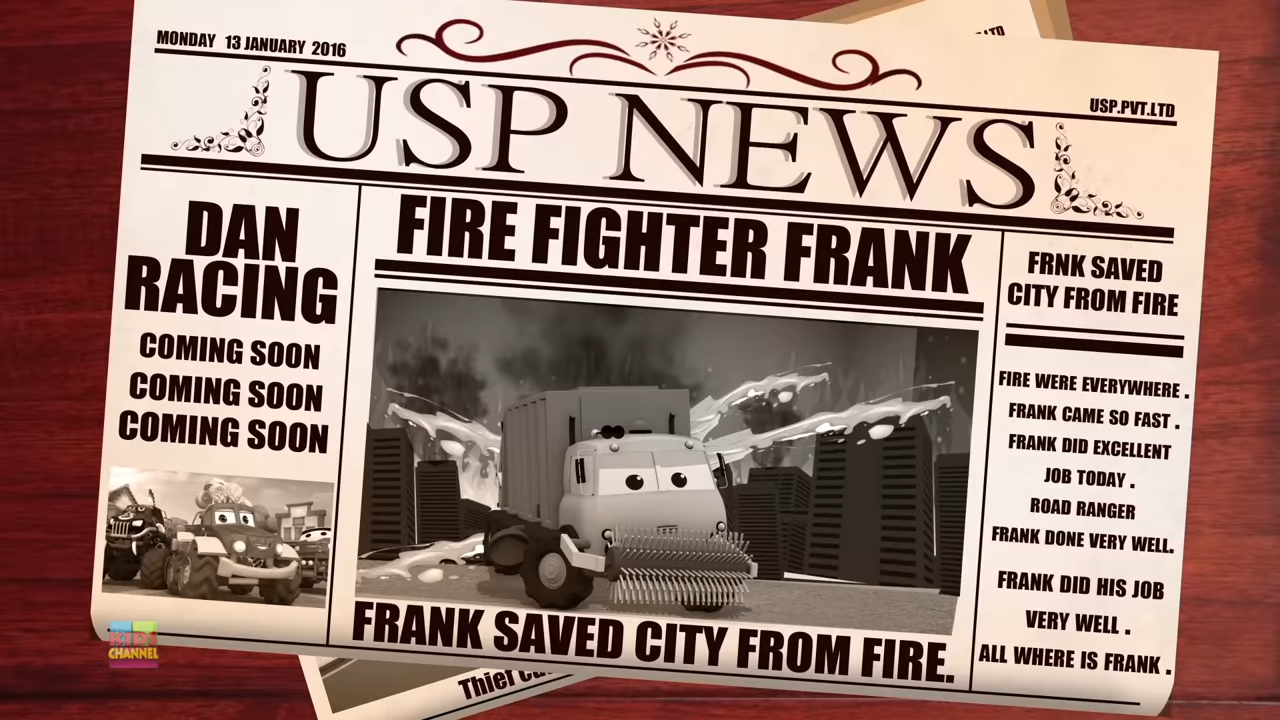 MONDAY 13 JANUARY 2016
USP.PVT.LTD
USP NEWS
DAN
RACING
COMING SOON
COMING SOON
COMING SOON
FIRE FIGHTER FRANK
FRANK SAVED CITY FROM FIRE.
FRNK SAVED
CITY FROM FIRE
FIRE WERE EVERYWHERE .
FRANK CAME SO FAST .
FRANK DID EXCELLENT
JOB TODAY .
ROAD RANGER
FRANK DONE VERY WELL.
FRANK DID HIS JOB
VERY WELL .
ALL WHERE IS FRANK .
Thief
KIDS
CHANNEL